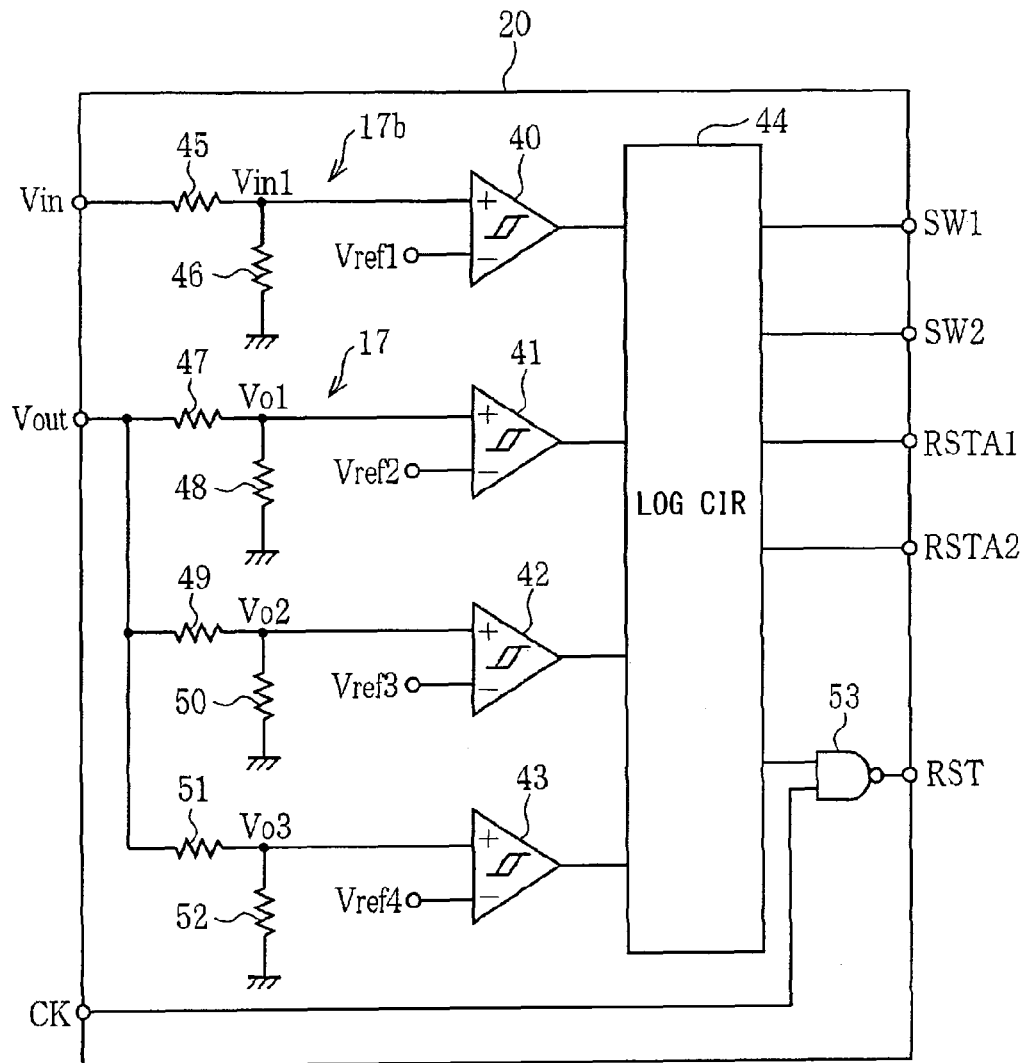 20
44
17b
40
45
Vin1
Vin
SW1
Vref1
46
SW2
17
47
41
Vo1
Vout
RSTA1
Vref2
48
LOG CIR
RSTA2
49
42
Vo2
Vref3
50
53
RST
51
43
Vo3
Vref4
52
CK